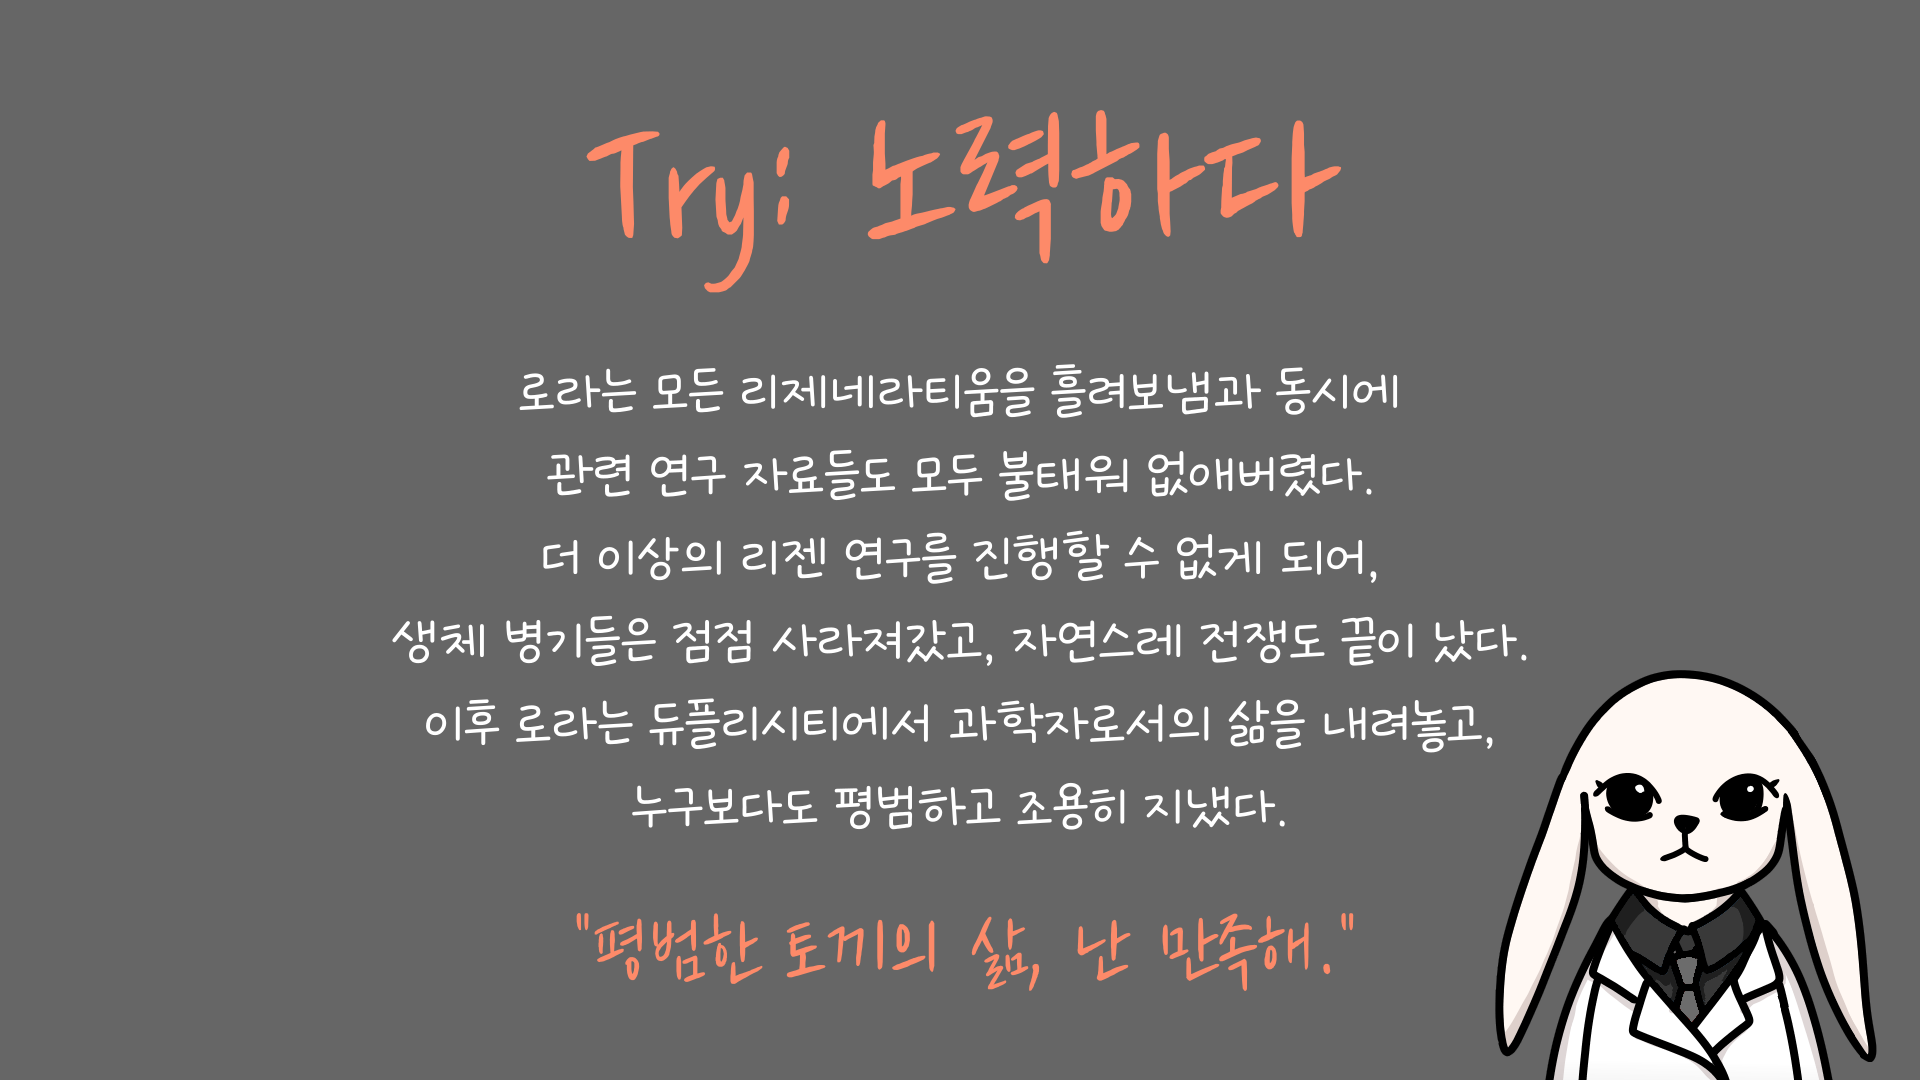 Try: 노력하다
로라는 모든 리제네라티움을 흘려보냄과 동시에
관련 연구 자료들도 모두 불태워 없애버렸다.
더 이상의 리젠 연구를 진행할 수 없게 되어,
생체 병기들은 점점 사라져갔고, 자연스레 전쟁도 끝이 났다.
이후 로라는 듀플리시티에서 과학자로서의 삶을 내려놓고,
누구보다도 평범하고 조용히 지냈다.
"평범한 토끼의 삶, 난 만족해."